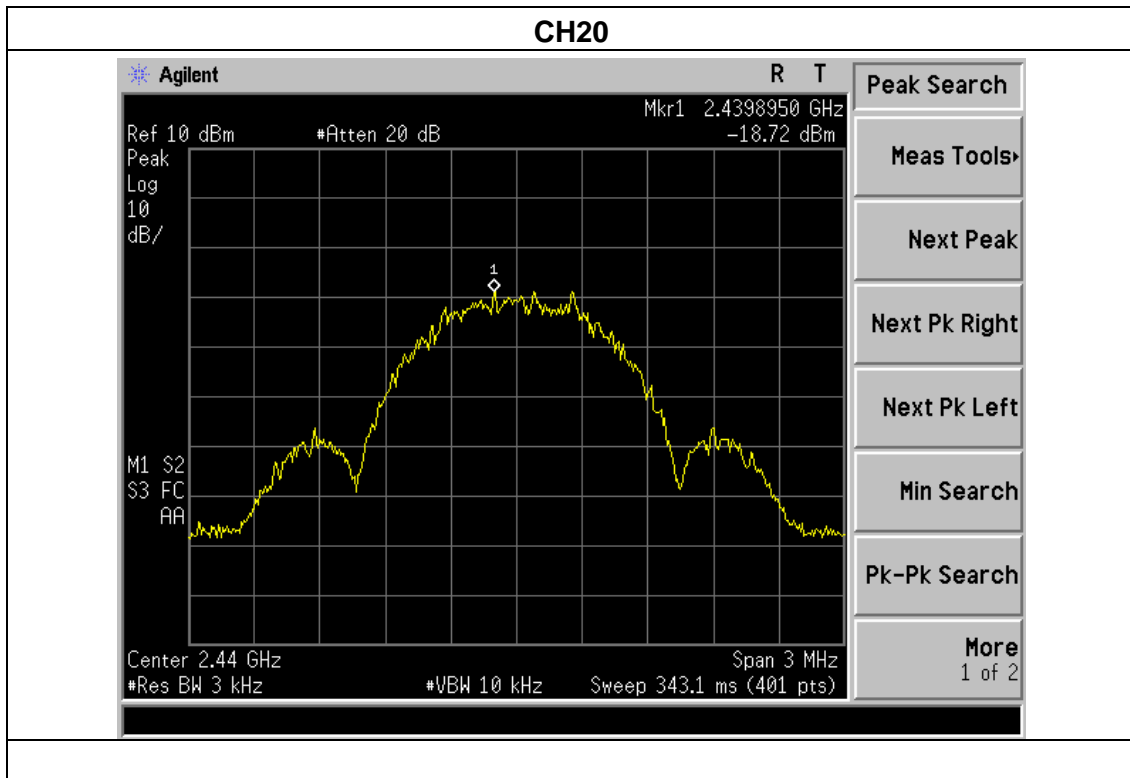 CH20
Agilent R T
Mkr1 2.4398950 GHz
Ref 10 dBm #Atten 20 dB -18.72 dBm
Peak
Log
10
dB/
1
M1 S2
S3 FC
AA
Center 2.44 GHz Span 3 MHz
#Res BW 3 kHz #VBW 10 kHz Sweep 343.1 ms (401 pts)
Peak Search
Meas Tools
Next Peak
Next Pk Right
Next Pk Left
Min Search
Pk-Pk Search
More
1 of 2